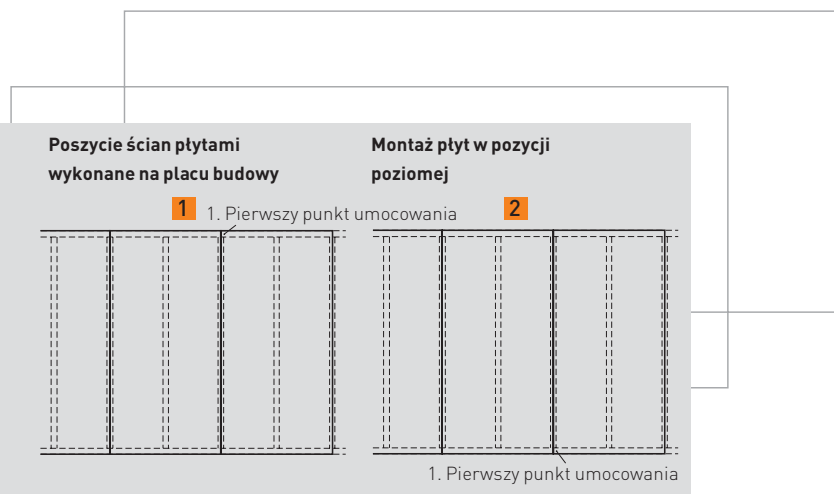 Poszycie ścian płytami
wykonane na placu budowy
1
1. Pierwszy punkt umocowania
Montaż płyt w pozycji
poziomej
2
1. Pierwszy punkt umocowania